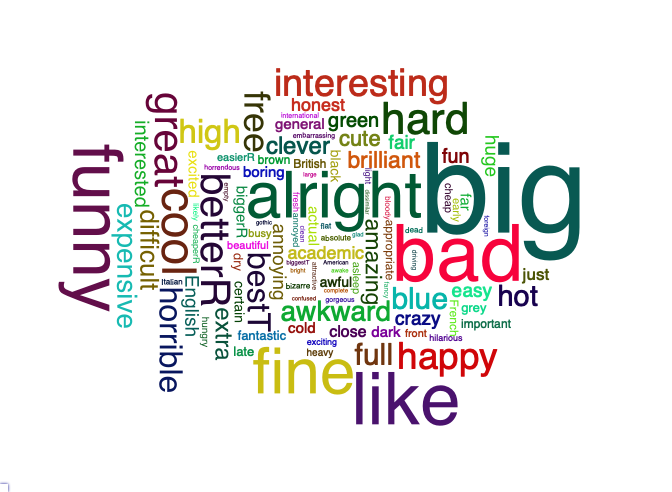 interesting
honest
international
general
green
hard
free
great
high
embarrassing
clever
cute
fair
interested
funny
excited
easierR
brown
British
black
brilliant
fun
huge
horrendous
boring
large
light
alright
big
cool
betterR
empty
biggerR
gothic
fresh
annoyed
clean
actual
flat
dissimilar
bloody
appropriate
dead
cheap
far
early
foreign
likely
cheaperR
difficult
expensive
busy
beautiful
dry
bestT
annoying
absolute
glad
academic
amazing
bad
just
Italian
English
horrible
certain
hungry
extra
biggestT
American
bright
attractive
awake
asleep
bizarre
awful
complete
confused
gorgeous
fancy
blue
easy
hot
grey
French
important
awkward
crazy
cold
close
dark
front
hilarious
fantastic
late
exciting
heavy
full
happy
fine
like